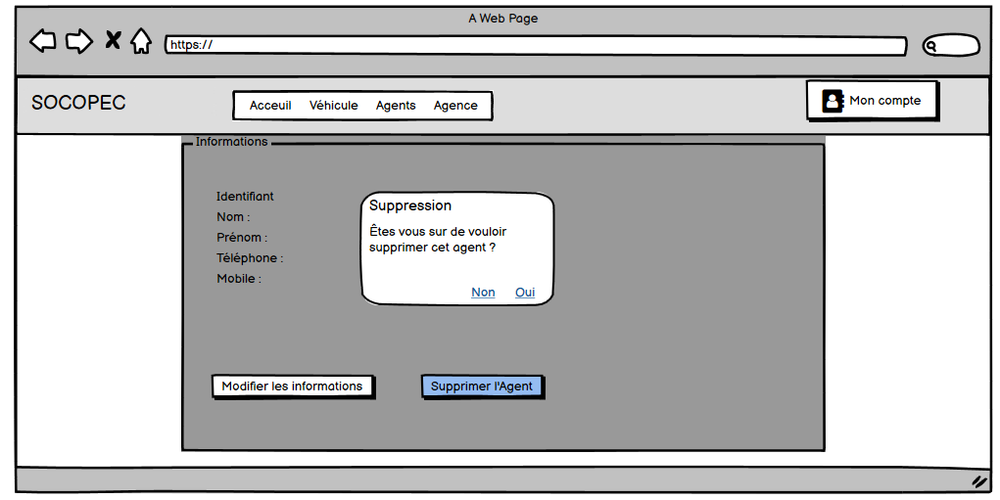 A Web Page
https://
SOCOPEC
Acceuil Véhicule Agents Agence
Mon compte
Informations
Identifiant
Nom :
Prénom :
Téléphone :
Mobile :
Suppression
Êtes vous sur de vouloir
supprimer cet agent ?
Non Oui
Modifier les informations
Supprimer l'Agent